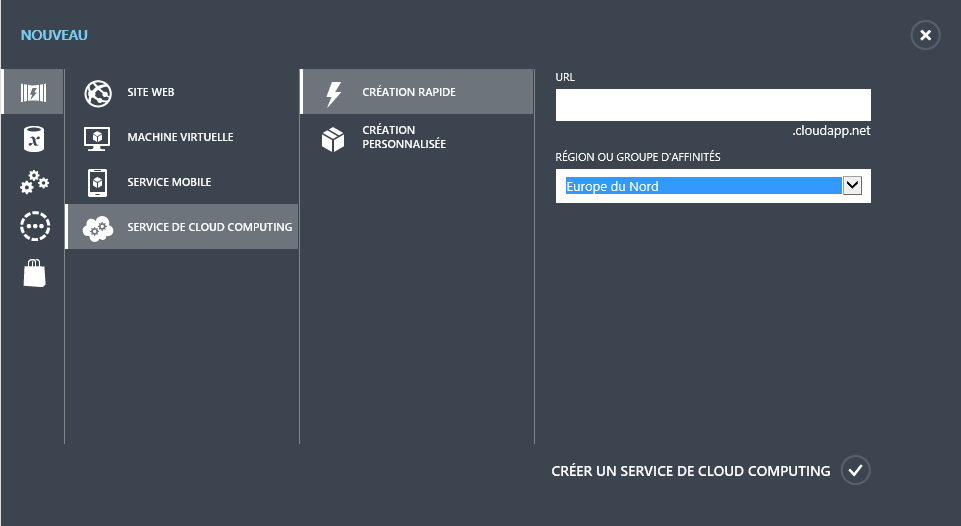 NOUVEAU
SITE WEB
MACHINE VIRTUELLE
SERVICE MOBILE
SERVICE DE CLOUD COMPUTING
CRÉATION RAPIDE
CRÉATION
PERSONNALISÉE
URL
.cloudapp.net
RÉGION OU GROUPE D'AFFINITÉS
Europe du Nord
CRÉER UN SERVICE DE CLOUD COMPUTING